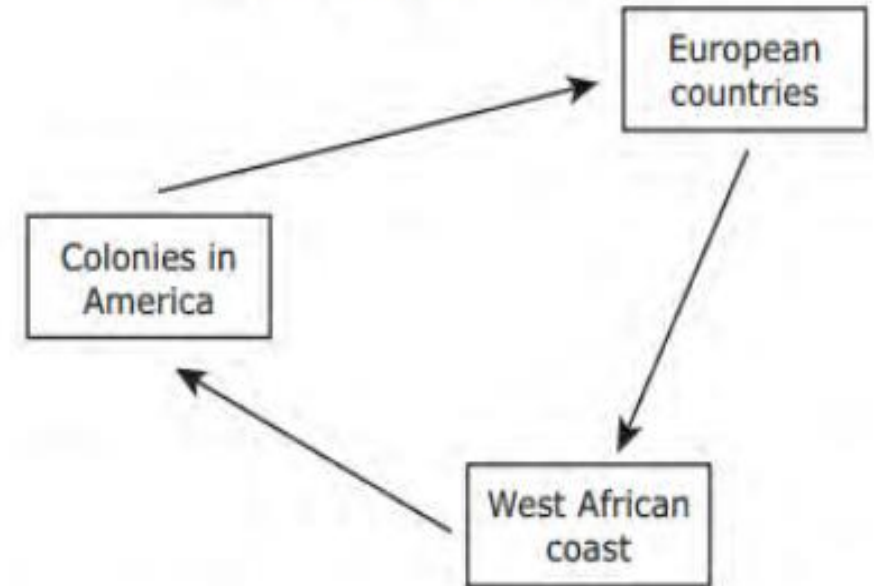 European
countries
Colonies in
America
West African
coast